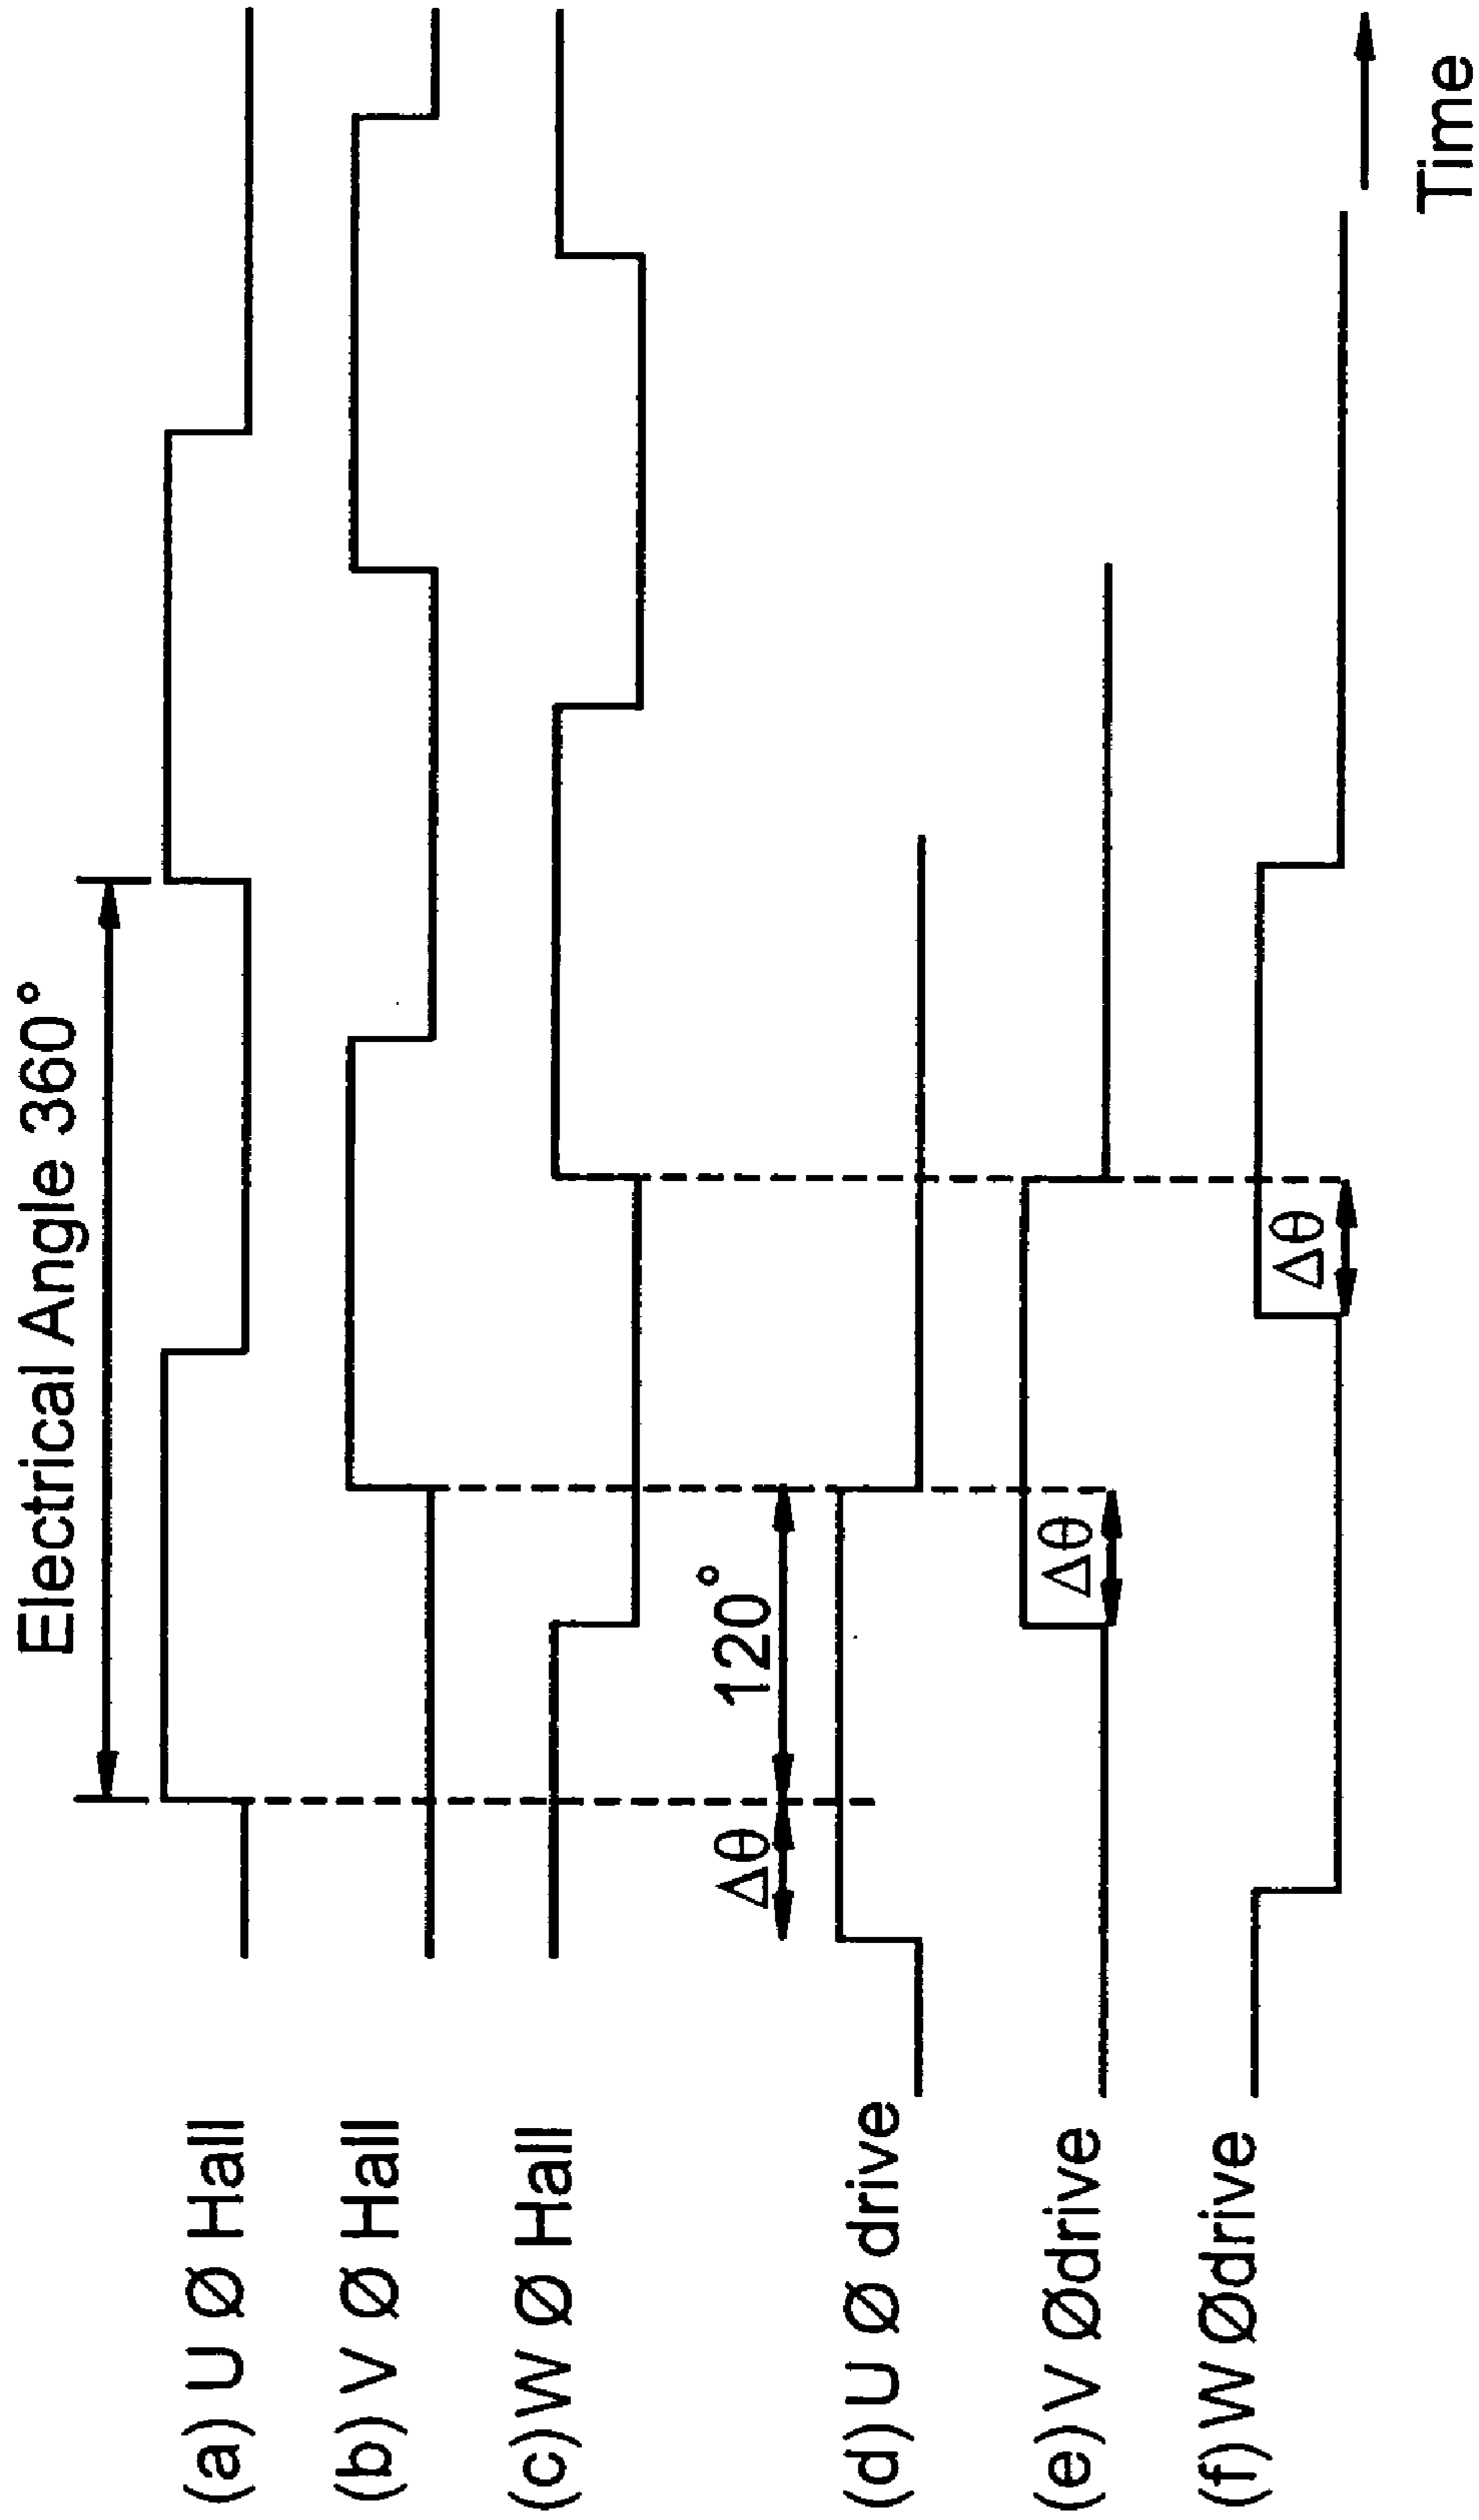 Electrical Angle 360°
(a) U Ø Hall
(b) V Ø Hall
(c) W Ø Hall
Δθ 120°
(d) U Ø drive
Δθ
(e) V Ødrive
Δθ
(f) W Ødrive
Time